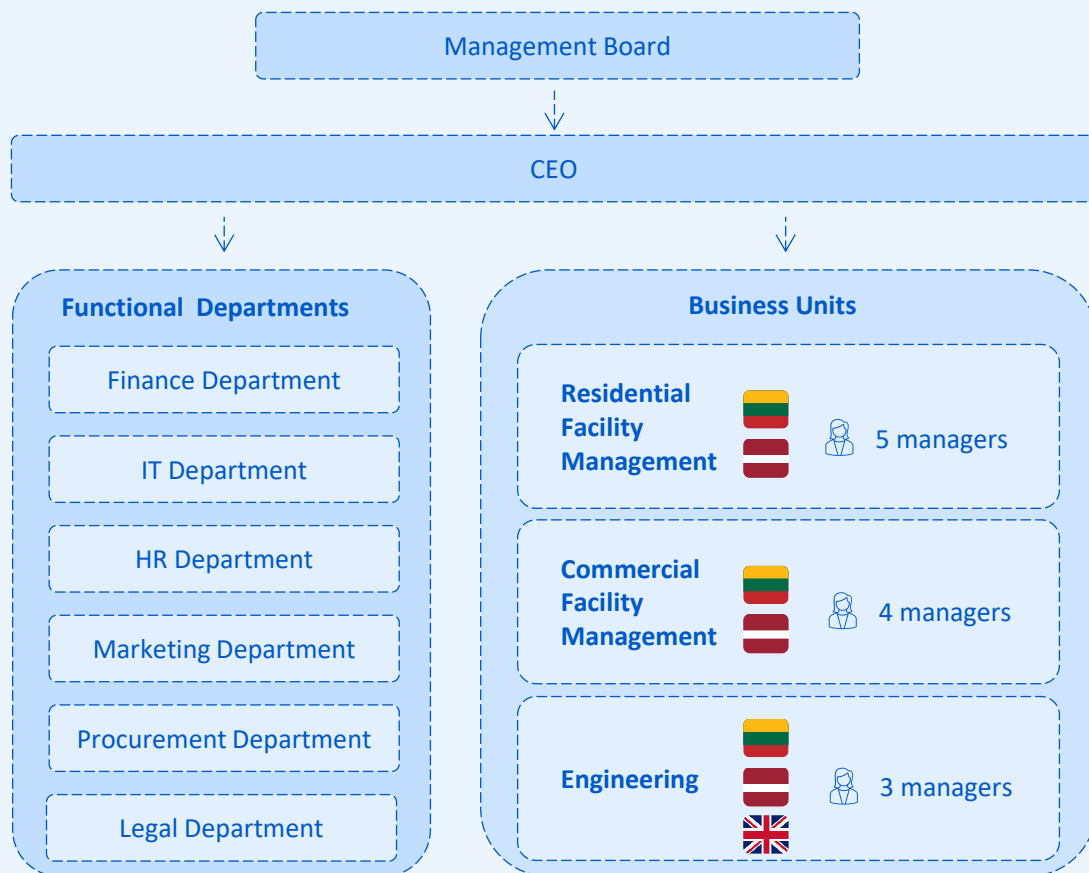 Management Board
CEO
Functional Departments
Finance Department
IT Department
HR Department
Marketing Department
Procurement Department
Legal Department
Business Units
Residential
Facility
Management
5 managers
Commercial
Facility
Management
4 managers
Engineering
3 managers